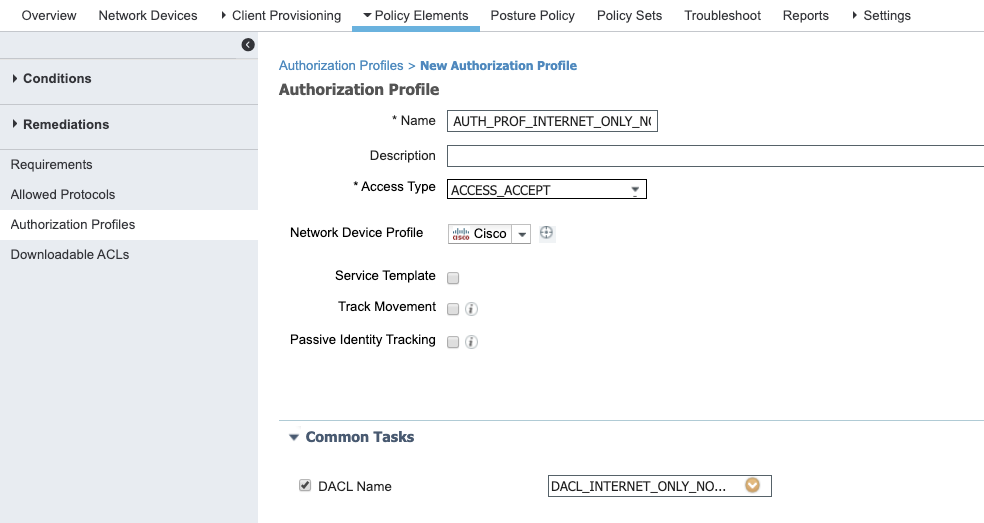 Overview Network Devices Client Provisioning Policy Elements Posture Policy Policy Sets Troubleshoot Reports Settings
Conditions
Remediations
Requirements
Allowed Protocols
Authorization Profiles
Downloadable ACLs
Authorization Profiles > New Authorization Profile
Authorization Profile
* Name AUTH_PROF_INTERNET_ONLY_N
Description
* Access Type ACCESS_ACCEPT
Network Device Profile cisco Cisco
Service Template
Track Movement i
Passive Identity Tracking i
Common Tasks
DACL Name DACL_INTERNET_ONLY_NO...